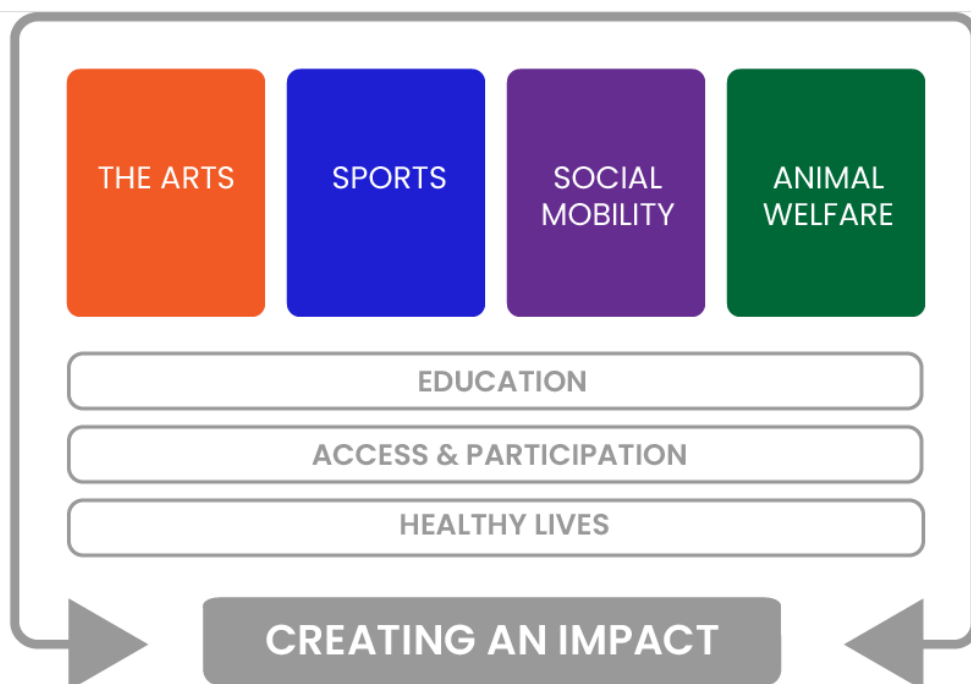 THE ARTS
SPORTS
SOCIAL
MOBILITY
ANIMAL
WELFARE
EDUCATION
ACCESS & PARTICIPATION
HEALTHY LIVES
CREATING AN IMPACT